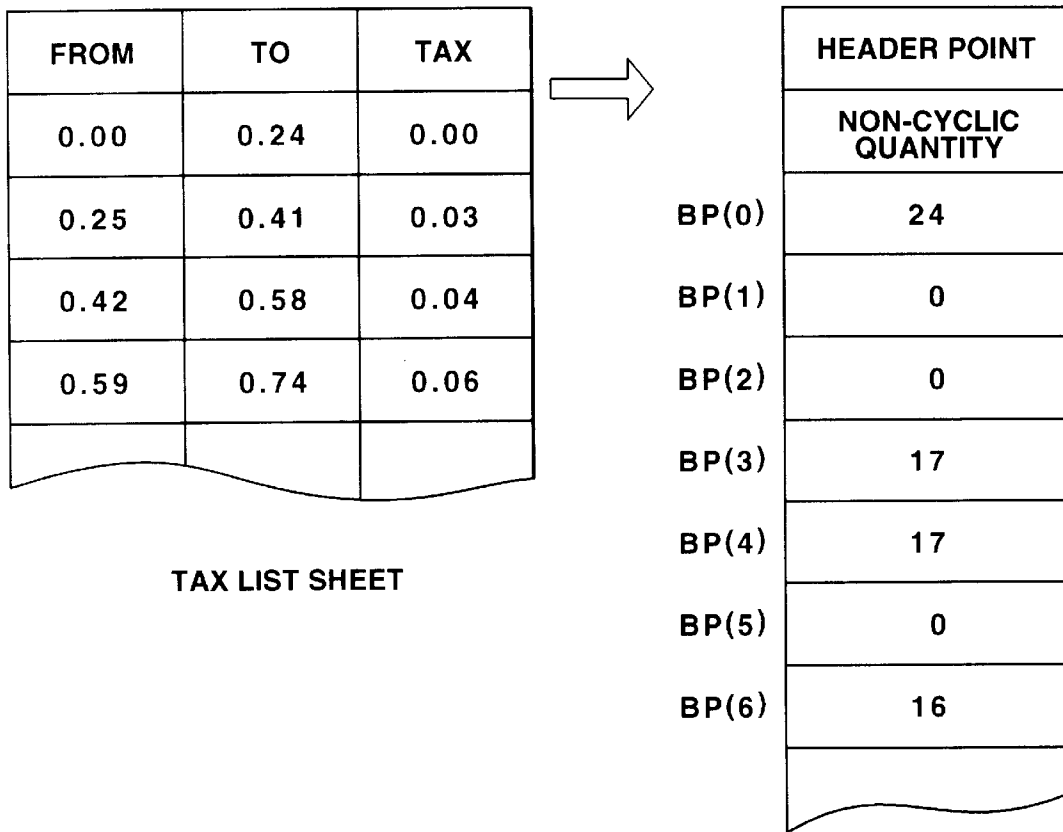 FROM TO TAX
0.00 0.24 0.00
0.25 0.41 0.03
0.42 0.58 0.04
0.59 0.74 0.06
TAX LIST SHEET
HEADER POINT
NON-CYCLIC
QUANTITY
BP(0) 24
BP(1) 0
BP(2) 0
BP(3) 17
BP(4) 17
BP(5) 0
BP(6) 16